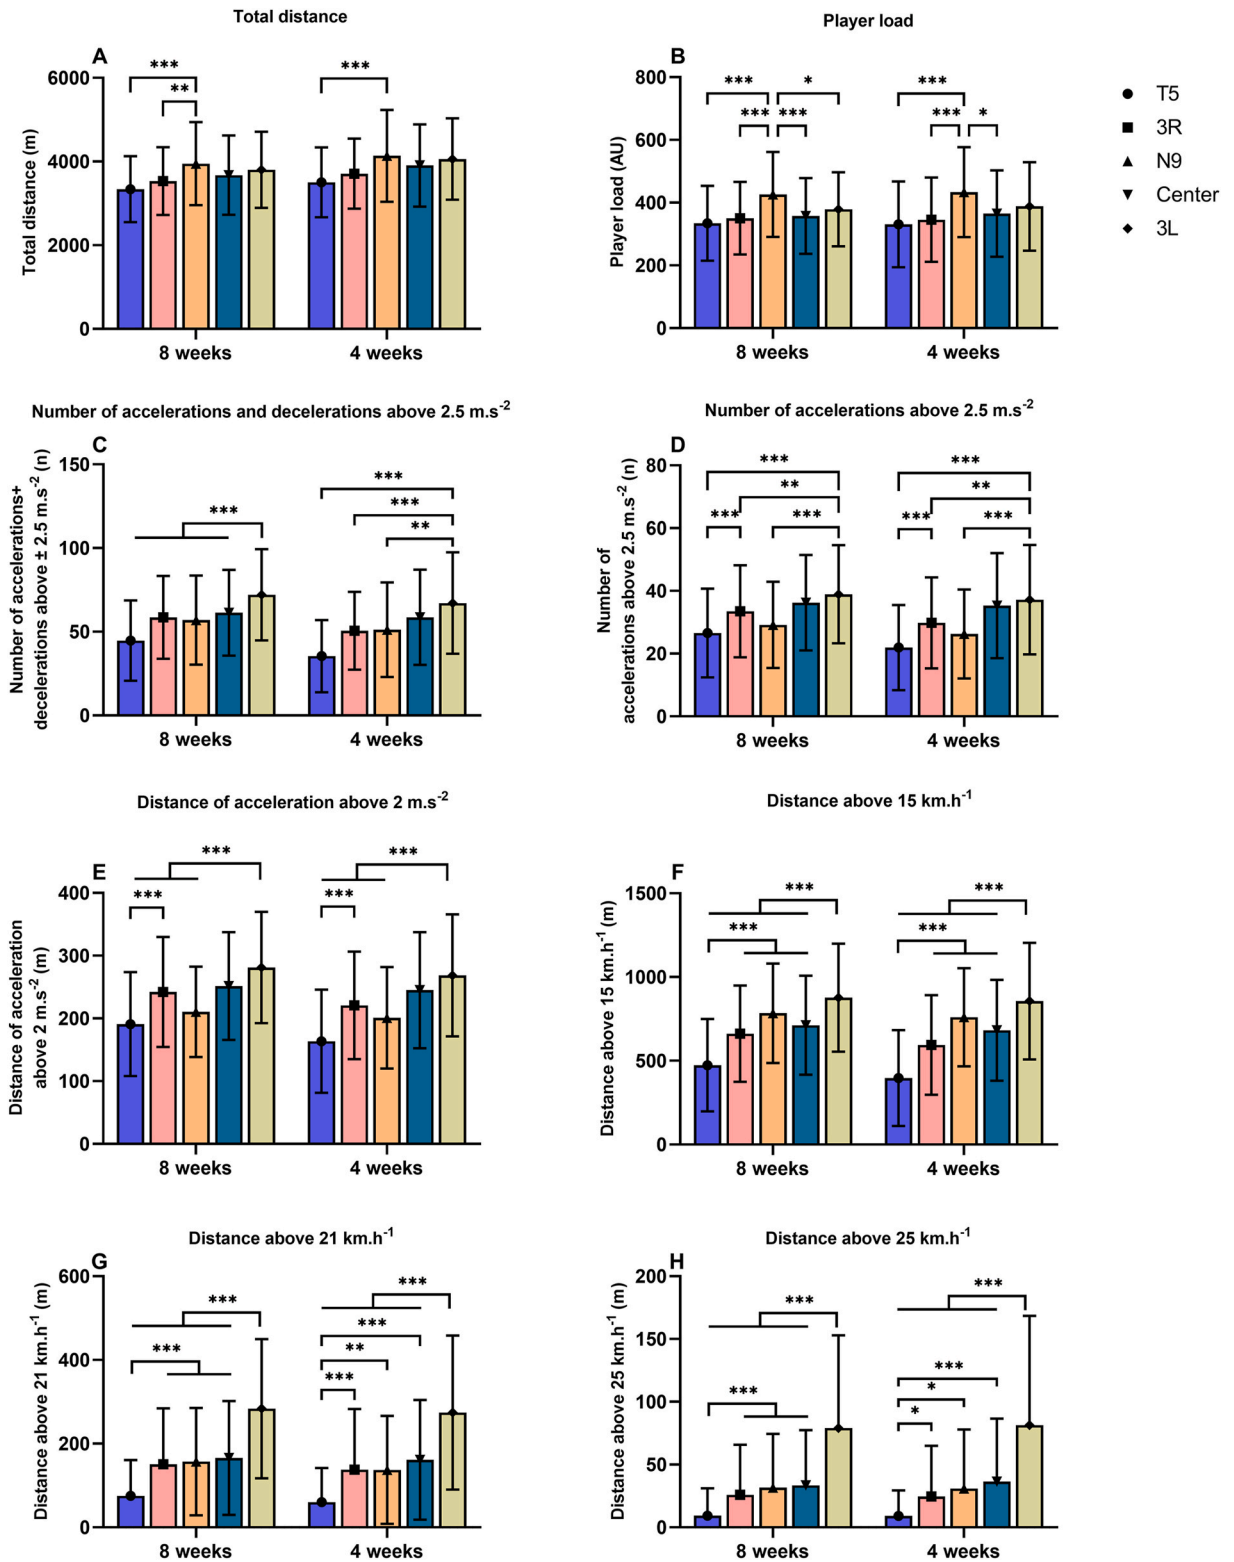 Total distance
A
Total distance (m)
6000
4000
2000
0
***
**
***
8 weeks
4 weeks
Player load
B
Player load (AU)
800
600
400
200
0
***
*
***
***
***
***
*
8 weeks
4 weeks
T5
3R
N9
Center
3L
Number of accelerations and decelerations above 2.5 m.s-2
C
Number of accelerations+
decelerations above ± 2.5 m.s-2 (n)
150
100
50
0
***
***
***
**
8 weeks
4 weeks
Number of accelerations above 2.5 m.s-2
D
Number of
accelerations above 2.5 m.s-2 (n)
80
60
40
20
0
***
**
***
***
***
**
***
***
8 weeks
4 weeks
Distance of acceleration above 2 m.s-2
E
Distance of acceleration
above 2 m.s-2 (m)
400
300
200
100
0
***
***
***
***
8 weeks
4 weeks
Distance above 15 km.h-1
F
Distance above 15 km.h-1 (m)
1500
1000
500
0
***
***
***
***
8 weeks
4 weeks
Distance above 21 km.h-1
G
Distance above 21 km.h-1 (m)
600
400
200
0
***
***
***
***
**
***
8 weeks
4 weeks
Distance above 25 km.h-1
H
Distance above 25 km.h-1 (m)
200
150
100
50
0
***
***
***
***
*
*
8 weeks
4 weeks